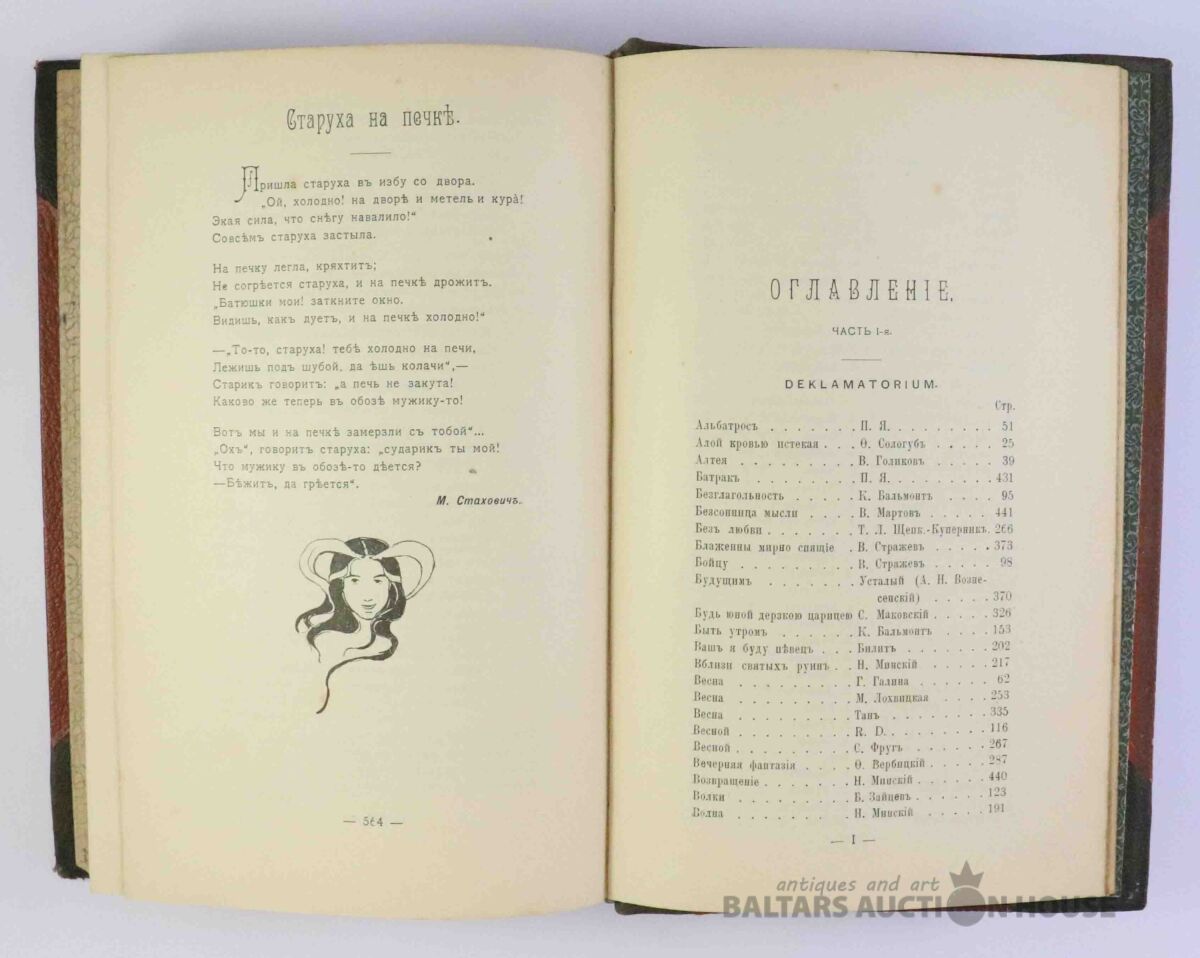 Старуха на печкѣ.
Пришла старуха въ избу со двора.
„Ой, холодно! на дворѣ и метель и кура̀!
Экая сила, что снѣгу навалило!“
Совсѣмъ старуха застыла.
На печку легла, кряхтитъ;
Не согрѣется старуха, и на печкѣ дрожитъ.
„Батюшки мои! заткните окно.
Видишь, какъ дуетъ, и на печкѣ холодно!“
—„То-то, старуха! тебѣ холодно на печи,
Лежишь подъ шубой, да ѣшь колачи“,—
Старикъ говоритъ: „а печь не закута!
Каково же теперь въ обозѣ мужику-то!
Вотъ мы и на печкѣ замерзли съ тобой“...
„Охъ“, говоритъ старуха: „сударикъ ты мой!
Что мужику въ обозѣ-то дѣется?
—Бѣжитъ, да грѣется“.
М. Стаховичъ.
— 564 —
ОГЛАВЛЕНІЕ.
ЧАСТЬ I-я.
DEKLAMATORIUM.
Стр.
Альбатросъ . . . . . . . П. Я. . . . . . . . . . 51
Алой кровью истекая . . . Ѳ. Сологубъ . . . . . . 25
Алтея . . . . . . . . . В. Голиковъ . . . . . . 39
Батракъ . . . . . . . . П. Я. . . . . . . . . . 431
Безглагольность . . . . . К. Бальмонтъ . . . . 95
Безсонница мысли . . . . В. Мартовъ . . . . . . 441
Безъ любви . . . . . . . Т. Л. Щепк.-Куперникъ. 266
Блаженны мирно спящіе . В. Стражев . . . . . . 373
Бойцу . . . . . . . . . В. Стражев . . . . . . 98
Будущимъ . . . . . . . Усталый (А. Н. Возне-
сенскій) . . . . . 370
Будь юной дерзкою царицею С. Маковскій . . . . . 326
Быть утромъ . . . . . . К. Бальмонтъ . . . . 153
Вашъ я буду пѣвецъ . . . Билитъ . . . . . . . . 202
Вблизи святыхъ руинъ . . Н. Минскій . . . . . . 217
Весна . . . . . . . . . Г. Галина . . . . . . 62
Весна . . . . . . . . . М. Лохвицкая . . . . 253
Весна . . . . . . . . . Танъ . . . . . . . . 335
Весной . . . . . . . . . R. D. . . . . . . . . . 116
Весной . . . . . . . . . С. Фругъ . . . . . . . 267
Вечерняя фантазія . . . . Ѳ. Вербицкій . . . . . 287
Возвращеніе . . . . . . . Н. Минскій . . . . . . 440
Волки . . . . . . . . . Б. Зайцевъ . . . . . . 123
Волна . . . . . . . . . Н. Минскій . . . . . 191
— I —
antiques and art
BALTARS AUCTION HOUSE